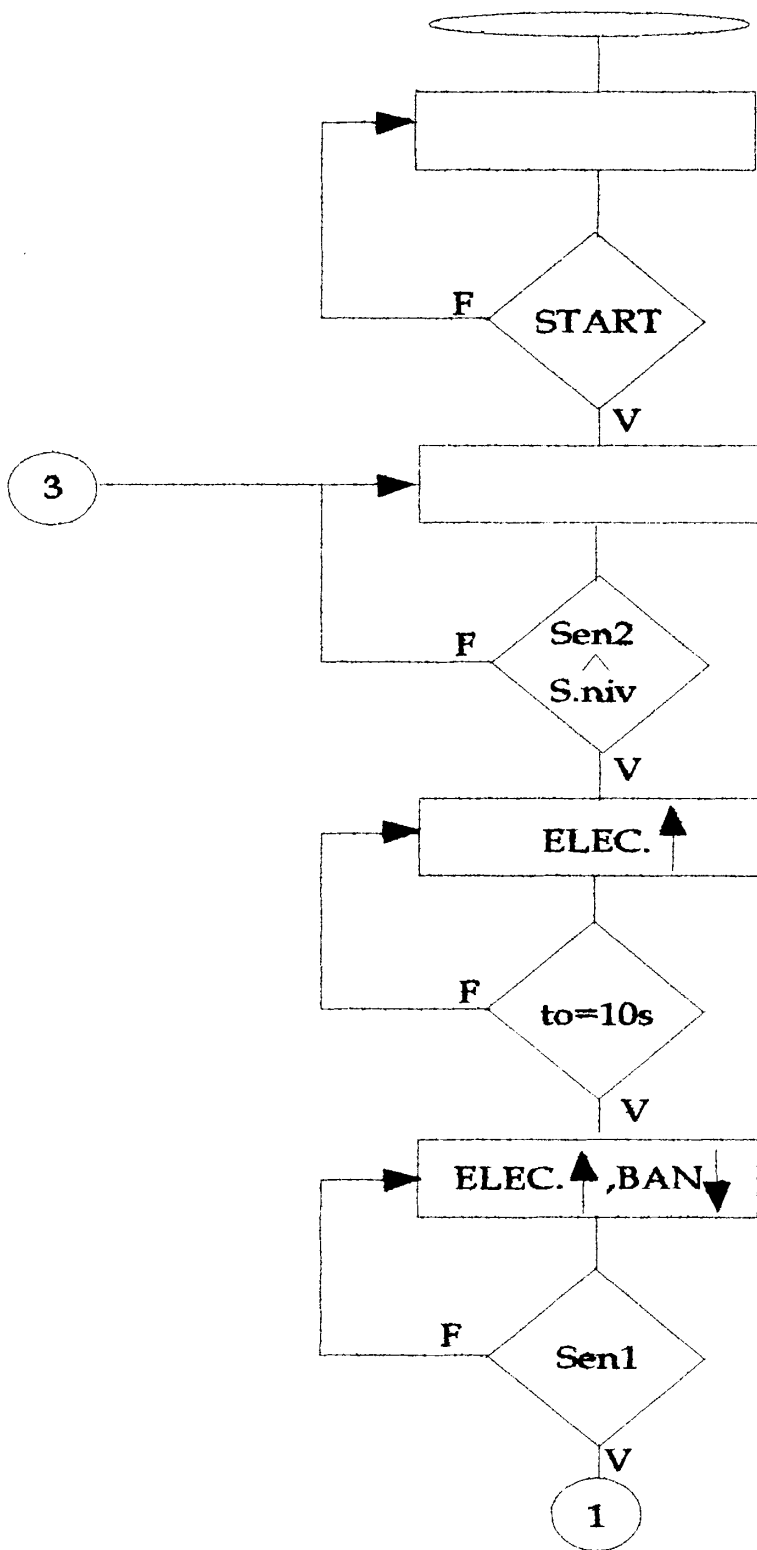 F
START
V
3
F
Sen2
^
S.niv
V
ELEC.
F
to=10s
V
ELEC. ,BAN
F
Sen1
V
1